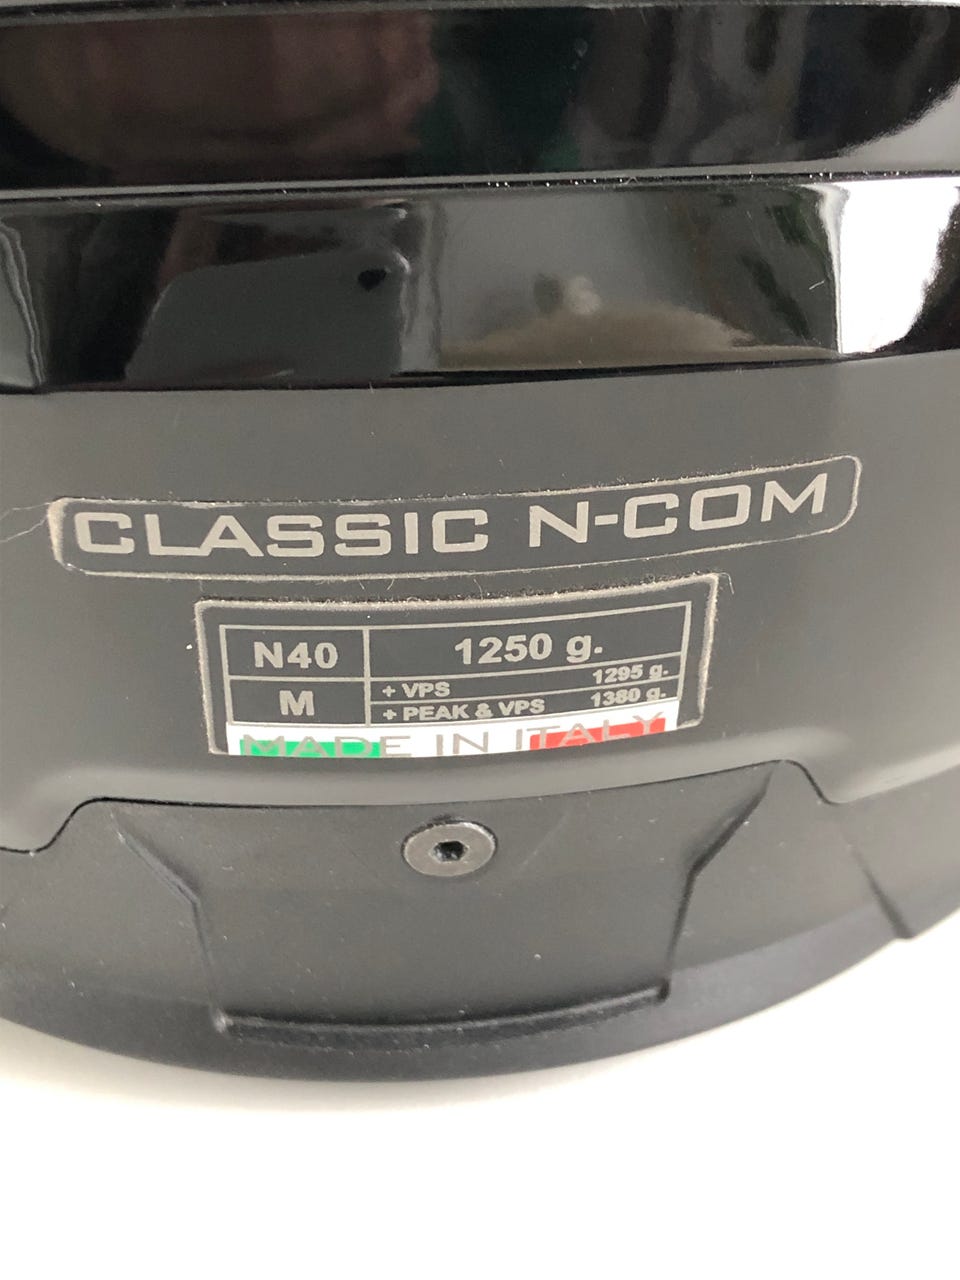 CLASSIC N-COM
N40 1250 g.
M + VPS 1295 g.
+ PEAK & VPS 1380 g.
MADE IN ITALY